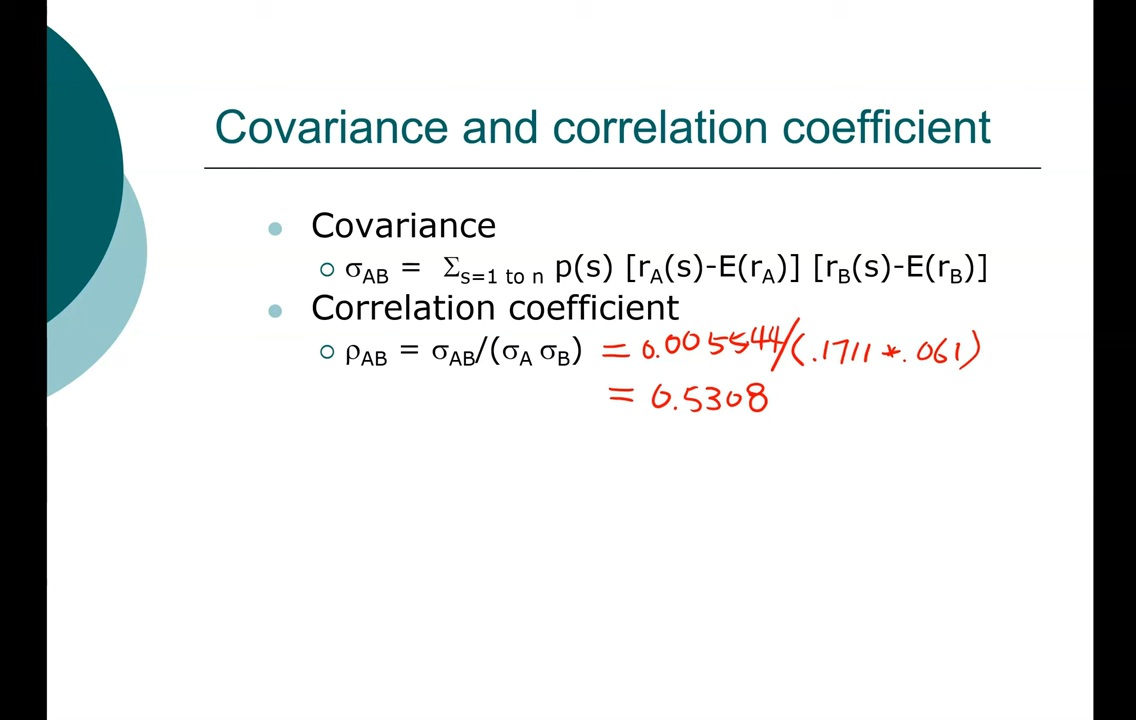 Covariance and correlation coefficient
Covariance
σAB = Σs=1 to n p(s) [rA(s)-E(rA)] [rB(s)-E(rB)]
Correlation coefficient
ρAB = σAB/(σA σB) = 0.005544/(.1711 * .061)
= 0.5308